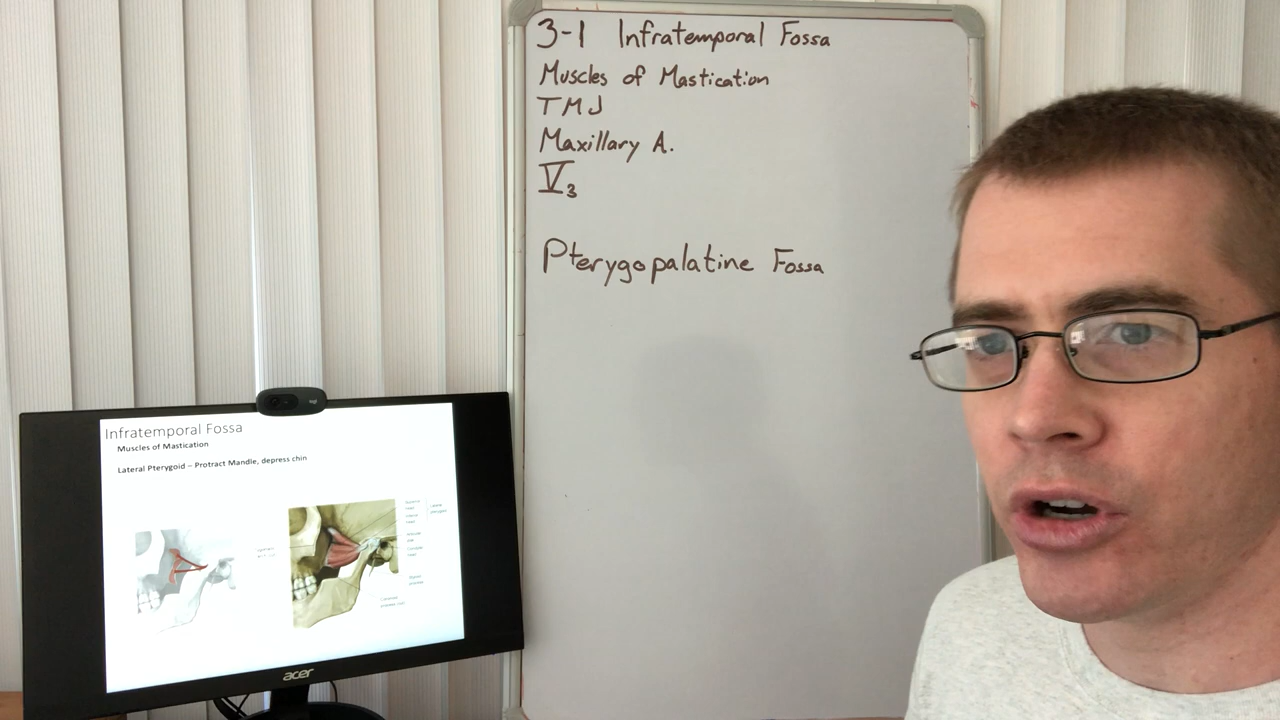 3-1 Infratemporal Fossa
Muscles of Mastication
TMJ
Maxillary A.
V3
Pterygopalatine Fossa
Infratemporal Fossa
Muscles of Mastication
Lateral Pterygoid – Protract Mandle, depress chin
acer